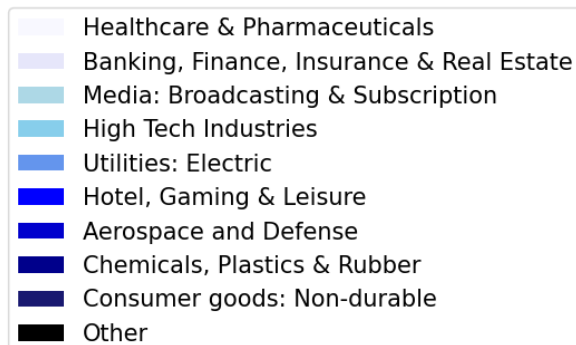 Healthcare & Pharmaceuticals
Banking, Finance, Insurance & Real Estate
Media: Broadcasting & Subscription
High Tech Industries
Utilities: Electric
Hotel, Gaming & Leisure
Aerospace and Defense
Chemicals, Plastics & Rubber
Consumer goods: Non-durable
Other